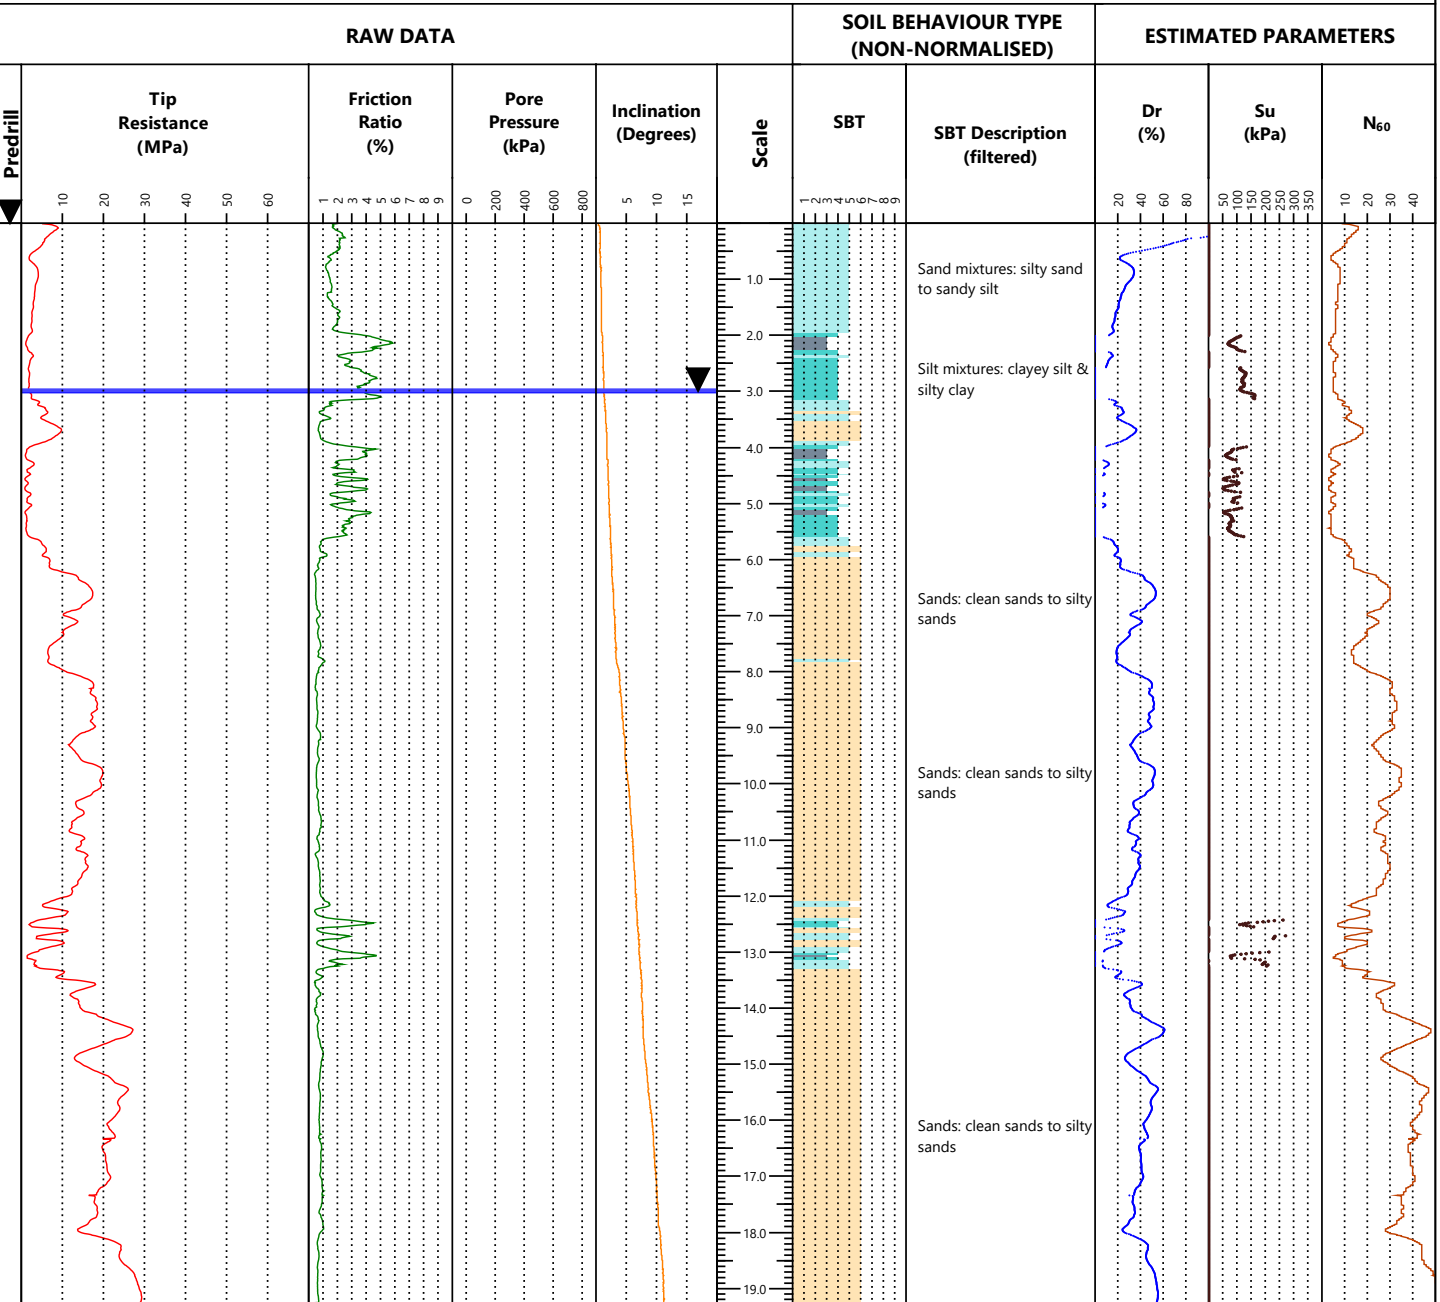 RAW DATA
SOIL BEHAVIOUR TYPE
(NON-NORMALISED)
ESTIMATED PARAMETERS
Predrill
Tip
Resistance
(MPa)
Friction
Ratio
(%)
Pore
Pressure
(kPa)
Inclination
(Degrees)
Scale
SBT
SBT Description
(filtered)
Dr
(%)
Su
(kPa)
N60
10 20 30 40 50 60
1 2 3 4 5 6 7 8 9
0 200 400 600 800
5 10 15
1 2 3 4 5 6 7 8 9
20 40 60 80
50 100 150 200 250 300 350
10 20 30 40
Sand mixtures: silty sand
to sandy silt
1.0
2.0
Silt mixtures: clayey silt &
silty clay
3.0
4.0
5.0
6.0
Sands: clean sands to silty
sands
7.0
8.0
9.0
Sands: clean sands to silty
sands
10.0
11.0
12.0
13.0
14.0
15.0
16.0
Sands: clean sands to silty
sands
17.0
18.0
19.0